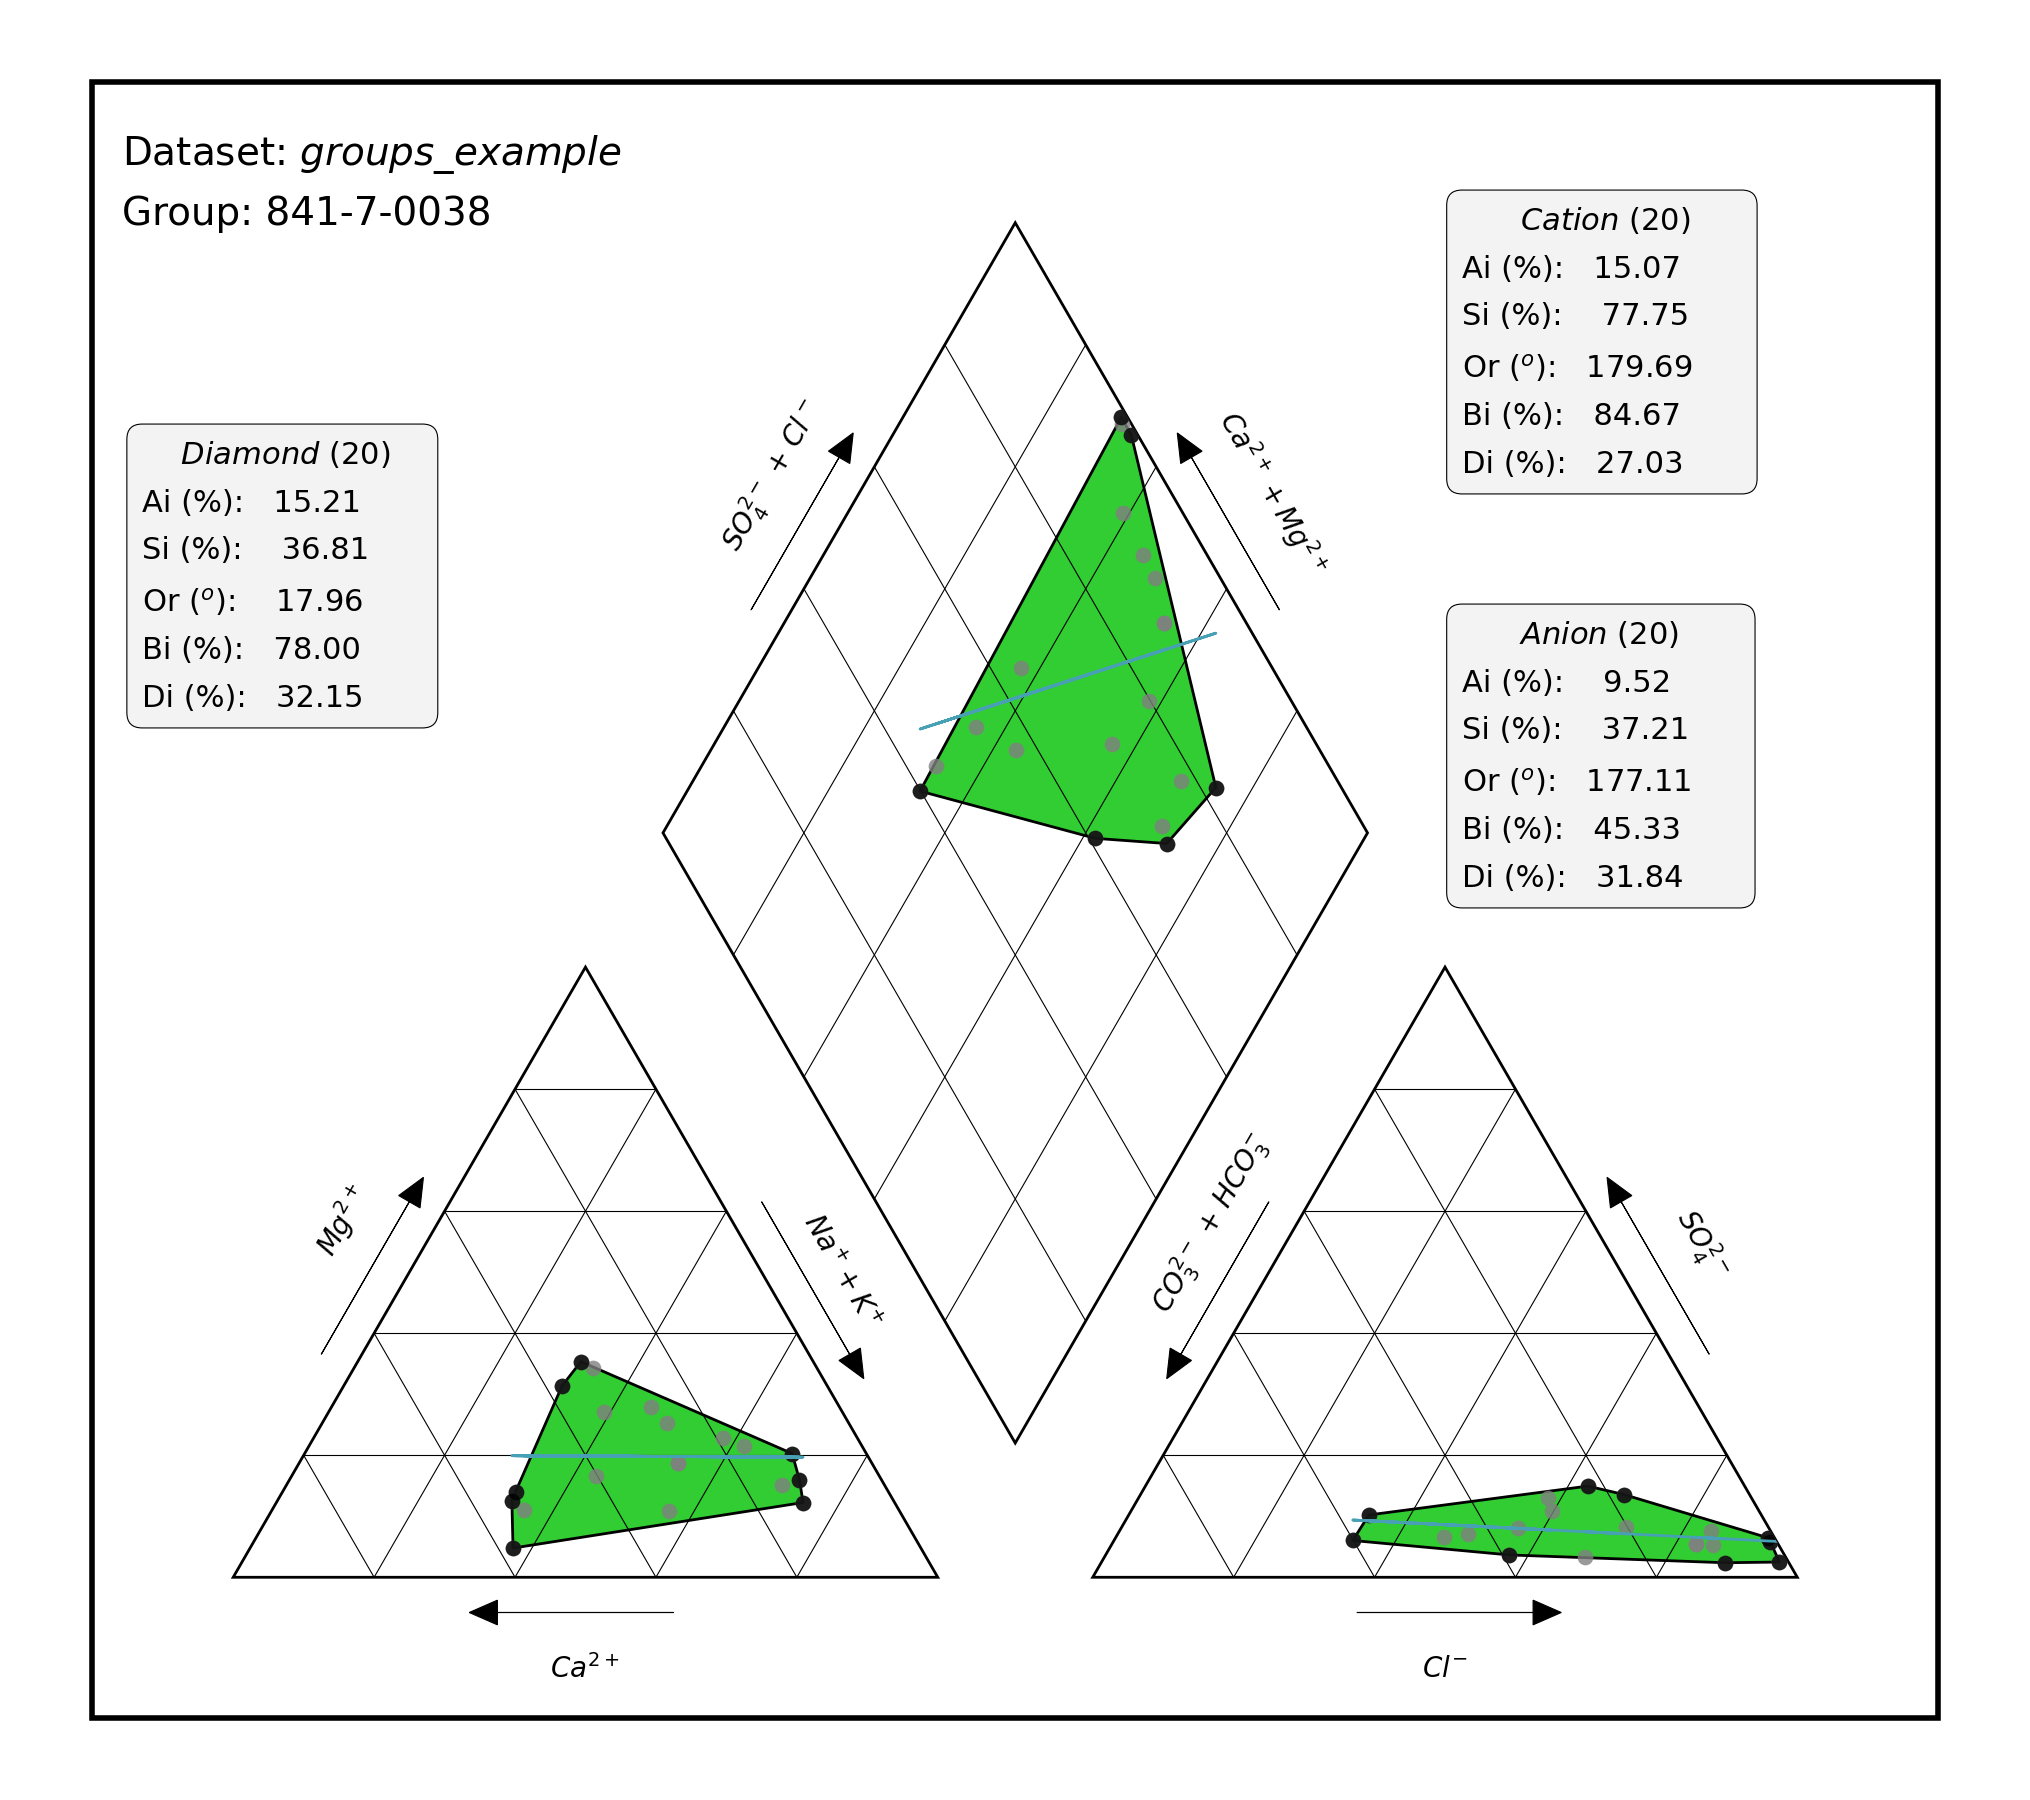 Dataset: groups_example
Group: 841-7-0038
Cation (20)
Ai (%): 15.07
Si (%): 77.75
Or (º): 179.69
Bi (%): 84.67
Di (%): 27.03
SO₄²⁻ + Cl⁻
Ca²⁺ + Mg²⁺
Diamond (20)
Ai (%): 15.21
Si (%): 36.81
Or (º): 17.96
Bi (%): 78.00
Di (%): 32.15
Anion (20)
Ai (%): 9.52
Si (%): 37.21
Or (º): 177.11
Bi (%): 45.33
Di (%): 31.84
Mg²⁺
Na⁺ + K⁺
CO₃²⁻ + HCO₃⁻
SO₄²⁻
Ca²⁺
Cl⁻